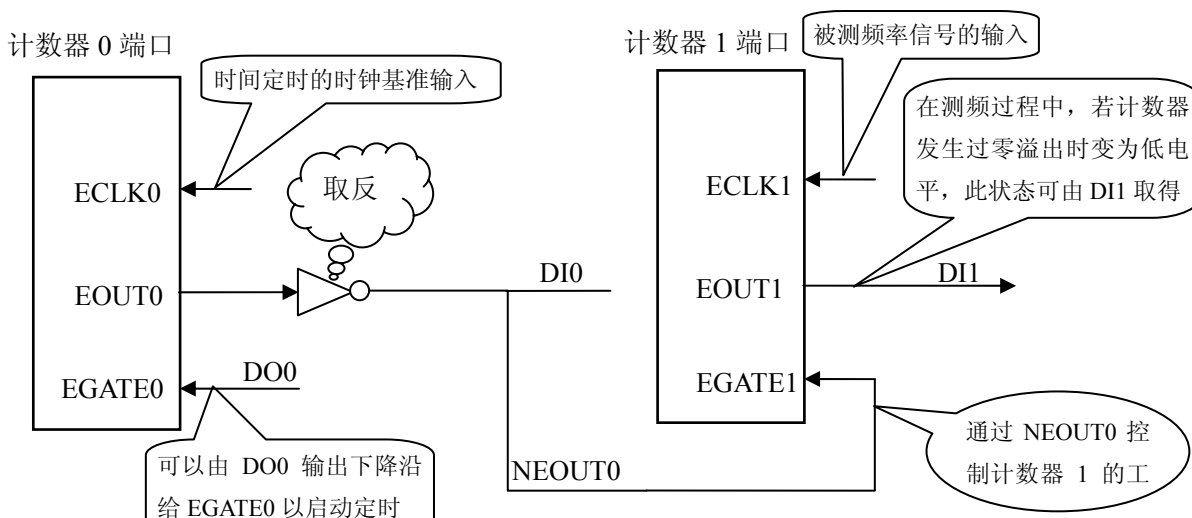 计数器 0 端口
时间定时的时钟基准输入
ECLK0
取反
EOUT0
DI0
EGATE0
DO0
可以由 DO0 输出下降沿
给 EGATE0 以启动定时
NEOUT0
计数器 1 端口
被测频率信号的输入
在测频过程中，若计数器
发生过零溢出时变为低电
平，此状态可由 DI1 取得
ECLK1
EOUT1
DI1
EGATE1
通过 NEOUT0 控
制计数器 1 的工